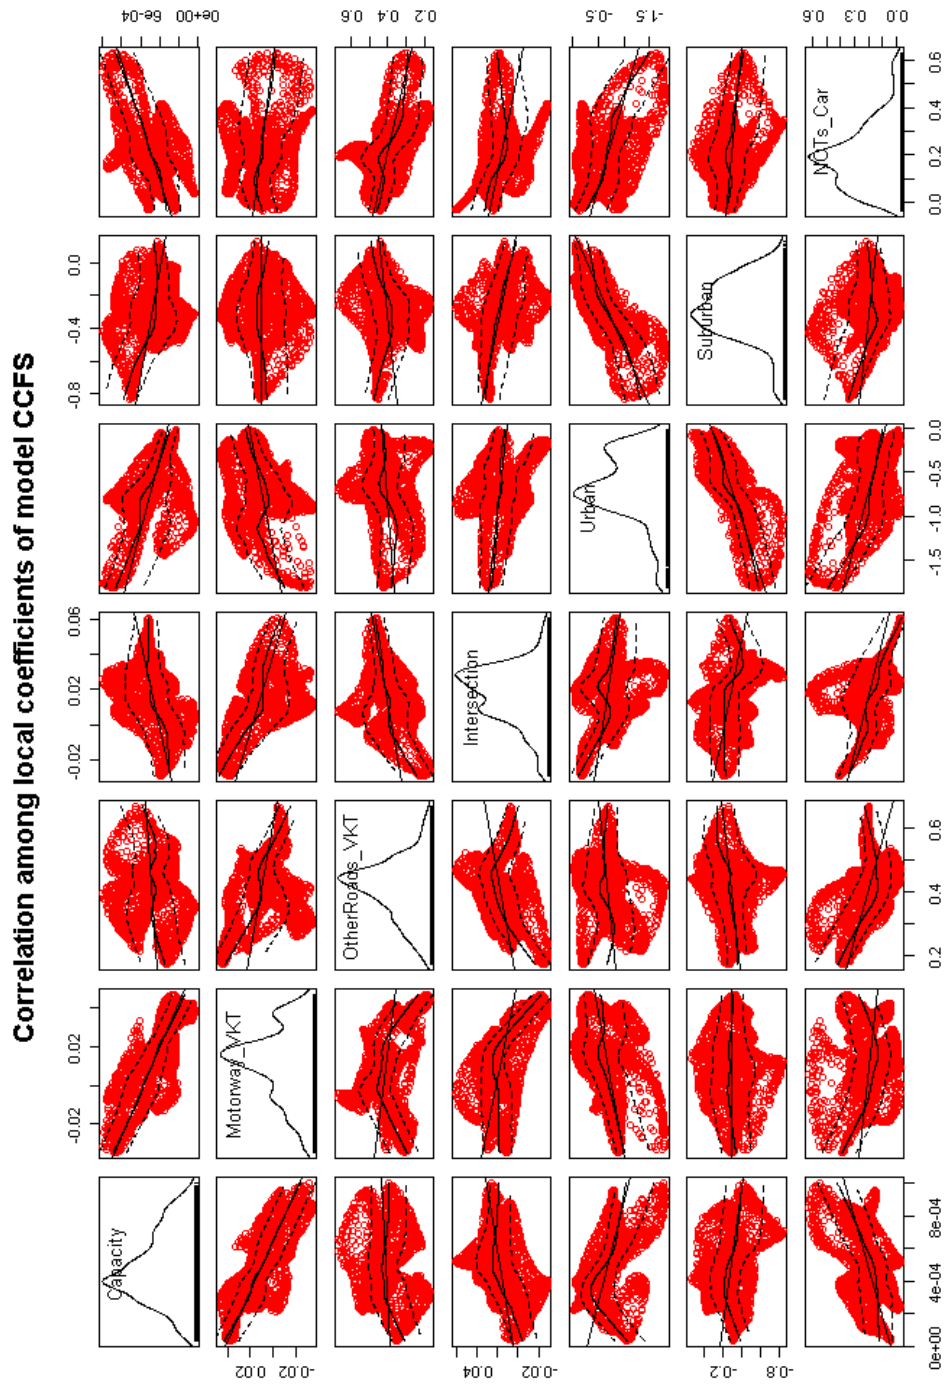 Correlation among local coefficients of model CCFS
-0.02 0.02
-0.02 0.02 0.06
-0.8 -0.4 0.0
Capacity
0e+00 6e-04
-0.02 0.02
Motorway_VKT
OtherRoads_VKT
0.2 0.4 0.6
-0.02 0.04
Intersection
Urban
-1.5 -0.5
-0.8 -0.2
Suburban
NOTs_Car
0.0 0.3 0.6
0e+00 4e-04 8e-04
0.2 0.4 0.6
-1.5 -1.0 -0.5 0.0
0.0 0.2 0.4 0.6